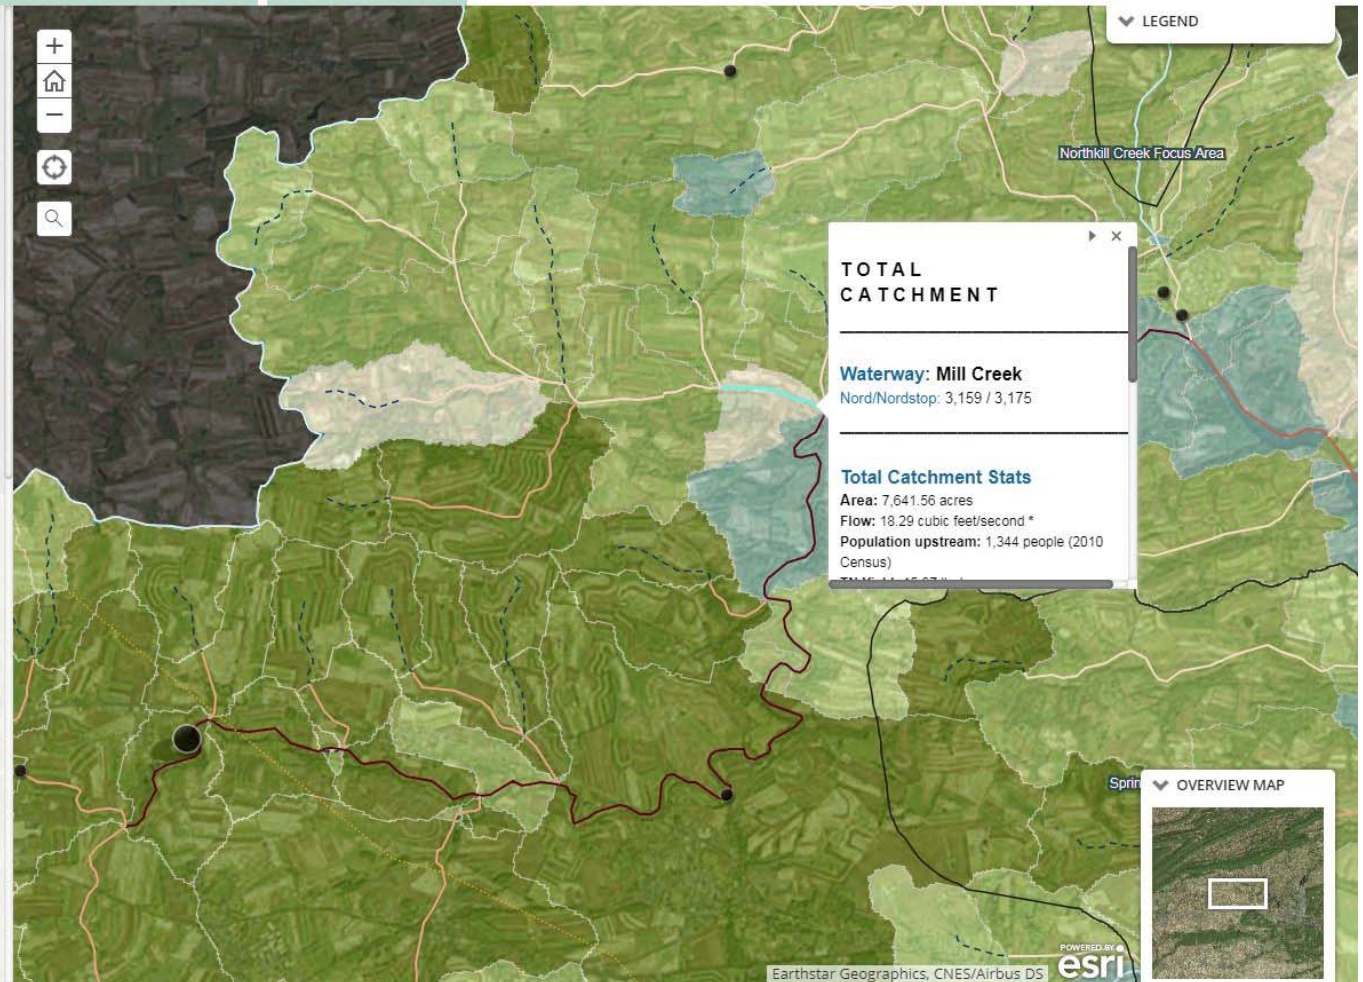 LEGEND
Northkill Creek Focus Area
TOTAL
CATCHMENT
Waterway: Mill Creek
Nord/Nordstop: 3,159 / 3,175
Total Catchment Stats
Area: 7,641.56 acres
Flow: 18.29 cubic feet/second *
Population upstream: 1,344 people (2010
Census)
Sprin
OVERVIEW MAP
POWERED BY
esri
Earthstar Geographics, CNES/Airbus DS